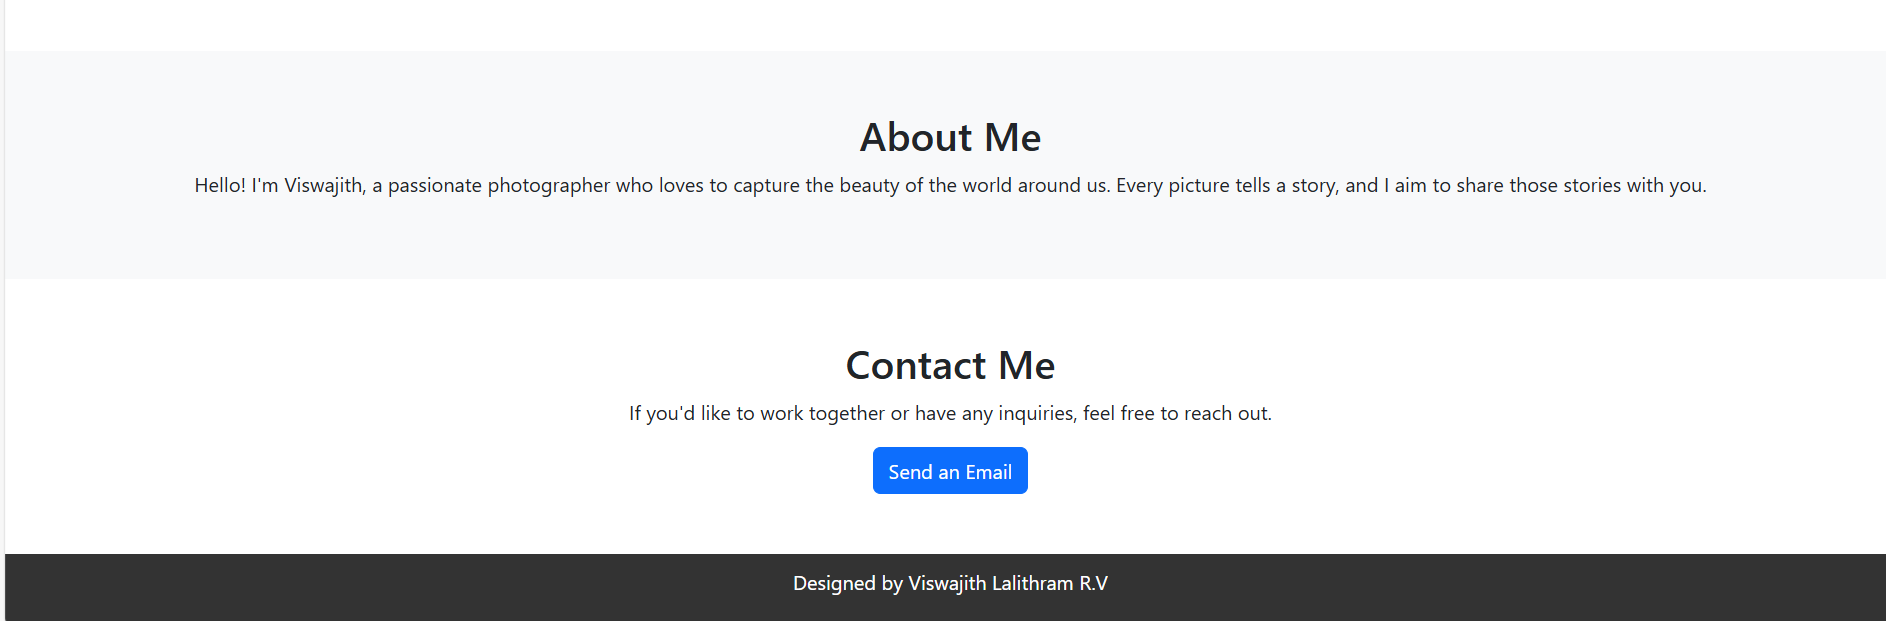 About Me
Hello! I'm Viswajith, a passionate photographer who loves to capture the beauty of the world around us. Every picture tells a story, and I aim to share those stories with you.
Contact Me
If you'd like to work together or have any inquiries, feel free to reach out.
Send an Email
Designed by Viswajith Lalithram R.V